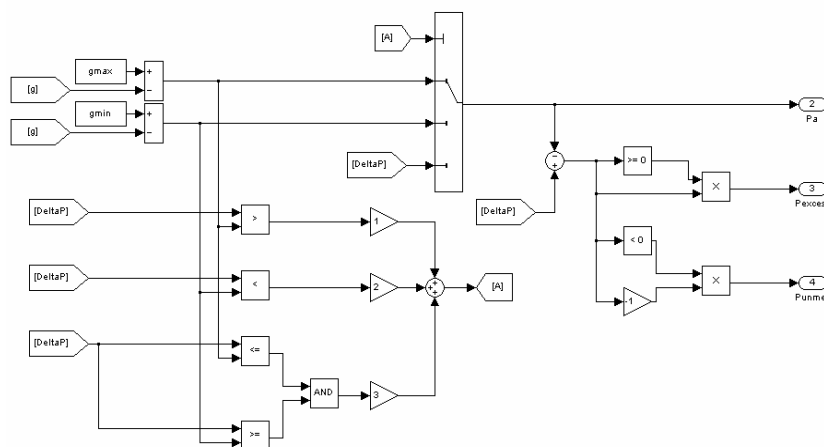 [A]
gmax
+
−
[g]
gmin
+
−
[g]
2
Pa
[DeltaP]
−
+
>= 0
×
3
Pexces
[DeltaP]
[DeltaP]
>
1
< 0
[DeltaP]
<
2
+
+
+
[A]
-1
×
4
Punme
[DeltaP]
<=
AND
3
>=